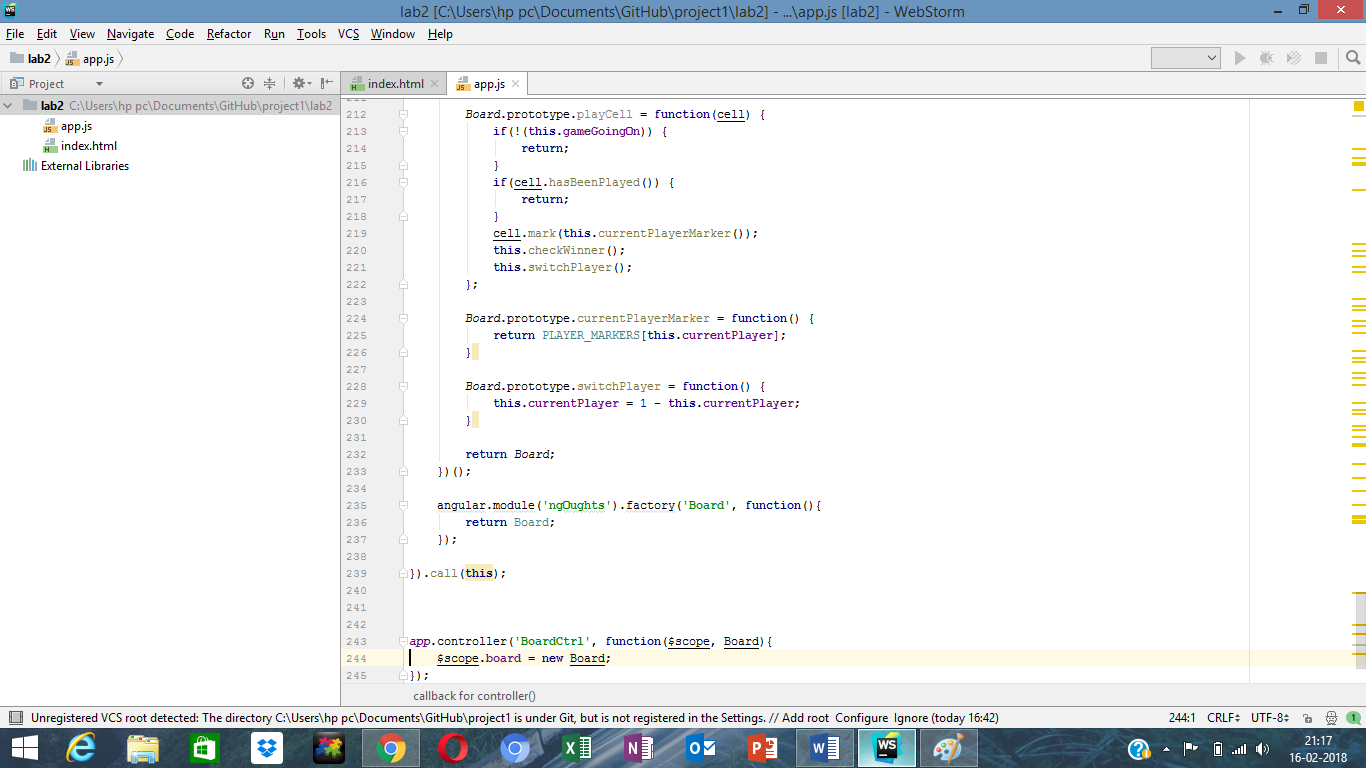 lab2 [C:\Users\hp pc\Documents\GitHub\project1\lab2] - ...\app.js [lab2] - WebStorm
File Edit View Navigate Code Refactor Run Tools VCS Window Help
lab2 app.js
Project index.html app.js
lab2 C:\Users\hp pc\Documents\GitHub\project1\lab2
app.js
index.html
External Libraries
212 Board.prototype.playCell = function(cell) {
213 if(!(this.gameGoingOn)) {
214 return;
215 }
216 if(cell.hasBeenPlayed()) {
217 return;
218 }
219 cell.mark(this.currentPlayerMarker());
220 this.checkWinner();
221 this.switchPlayer();
222 };
223
224 Board.prototype.currentPlayerMarker = function() {
225 return PLAYER_MARKERS[this.currentPlayer];
226 }
227
228 Board.prototype.switchPlayer = function() {
229 this.currentPlayer = 1 - this.currentPlayer;
230 }
231
232 return Board;
233 })();
234
235 angular.module('ngOughts').factory('Board', function(){
236 return Board;
237 });
238
239 }).call(this);
240
241
242
243 app.controller('BoardCtrl', function($scope, Board){
244 $scope.board = new Board;
245 });
callback for controller()
Unregistered VCS root detected: The directory C:\Users\hp pc\Documents\GitHub\project1 is under Git, but is not registered in the Settings. // Add root Configure Ignore (today 16:42) 244:1 CRLF UTF-8 1
21:17
16-02-2018